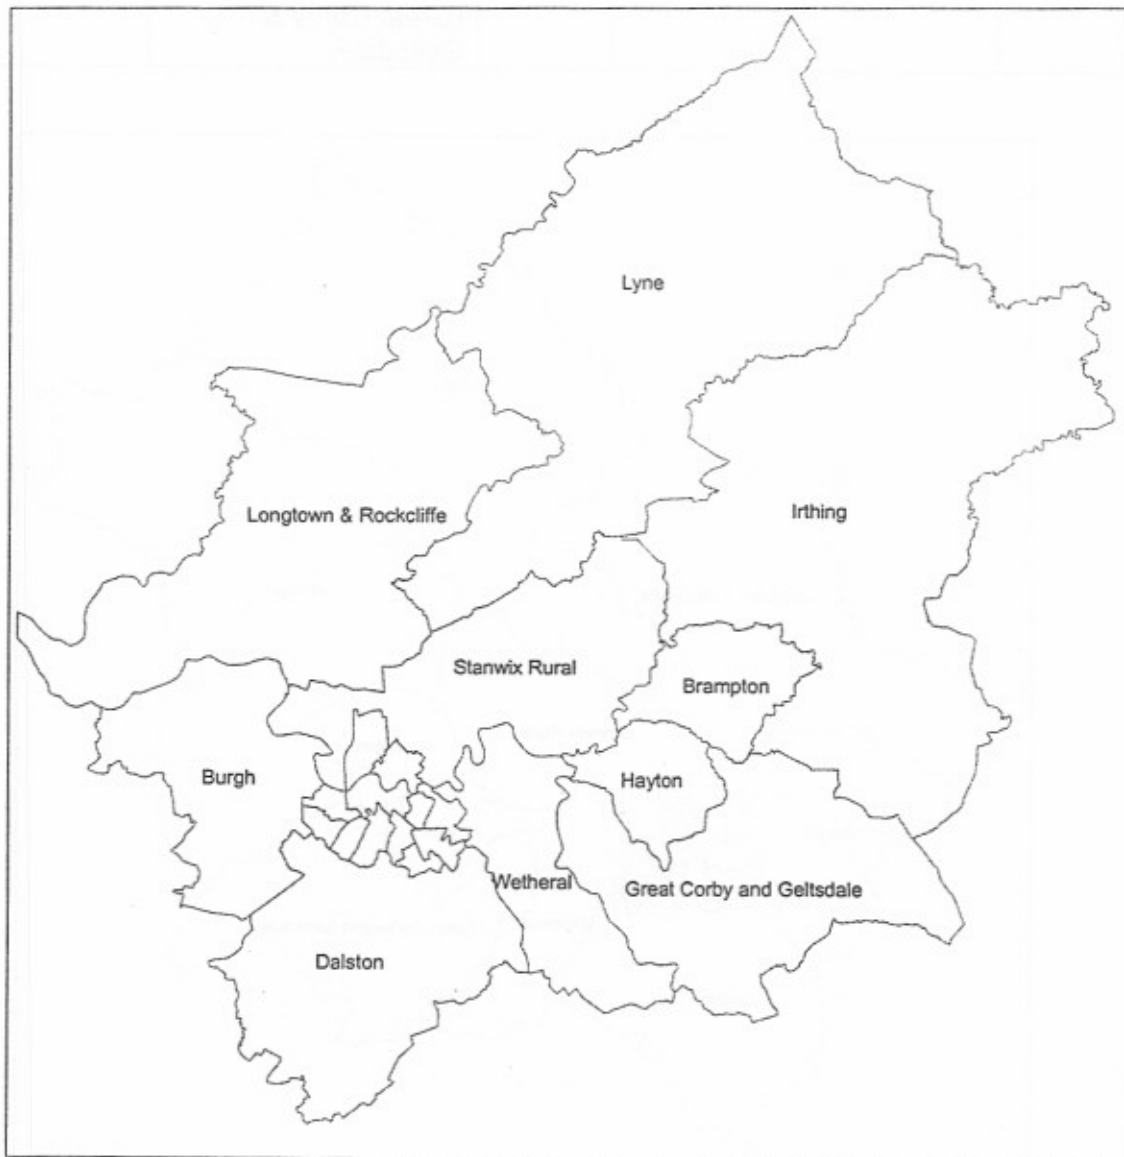 Lyne
Longtown & Rockcliffe
Irthing
Stanwix Rural
Brampton
Burgh
Hayton
Wetheral
Great Corby and Geltsdale
Dalston